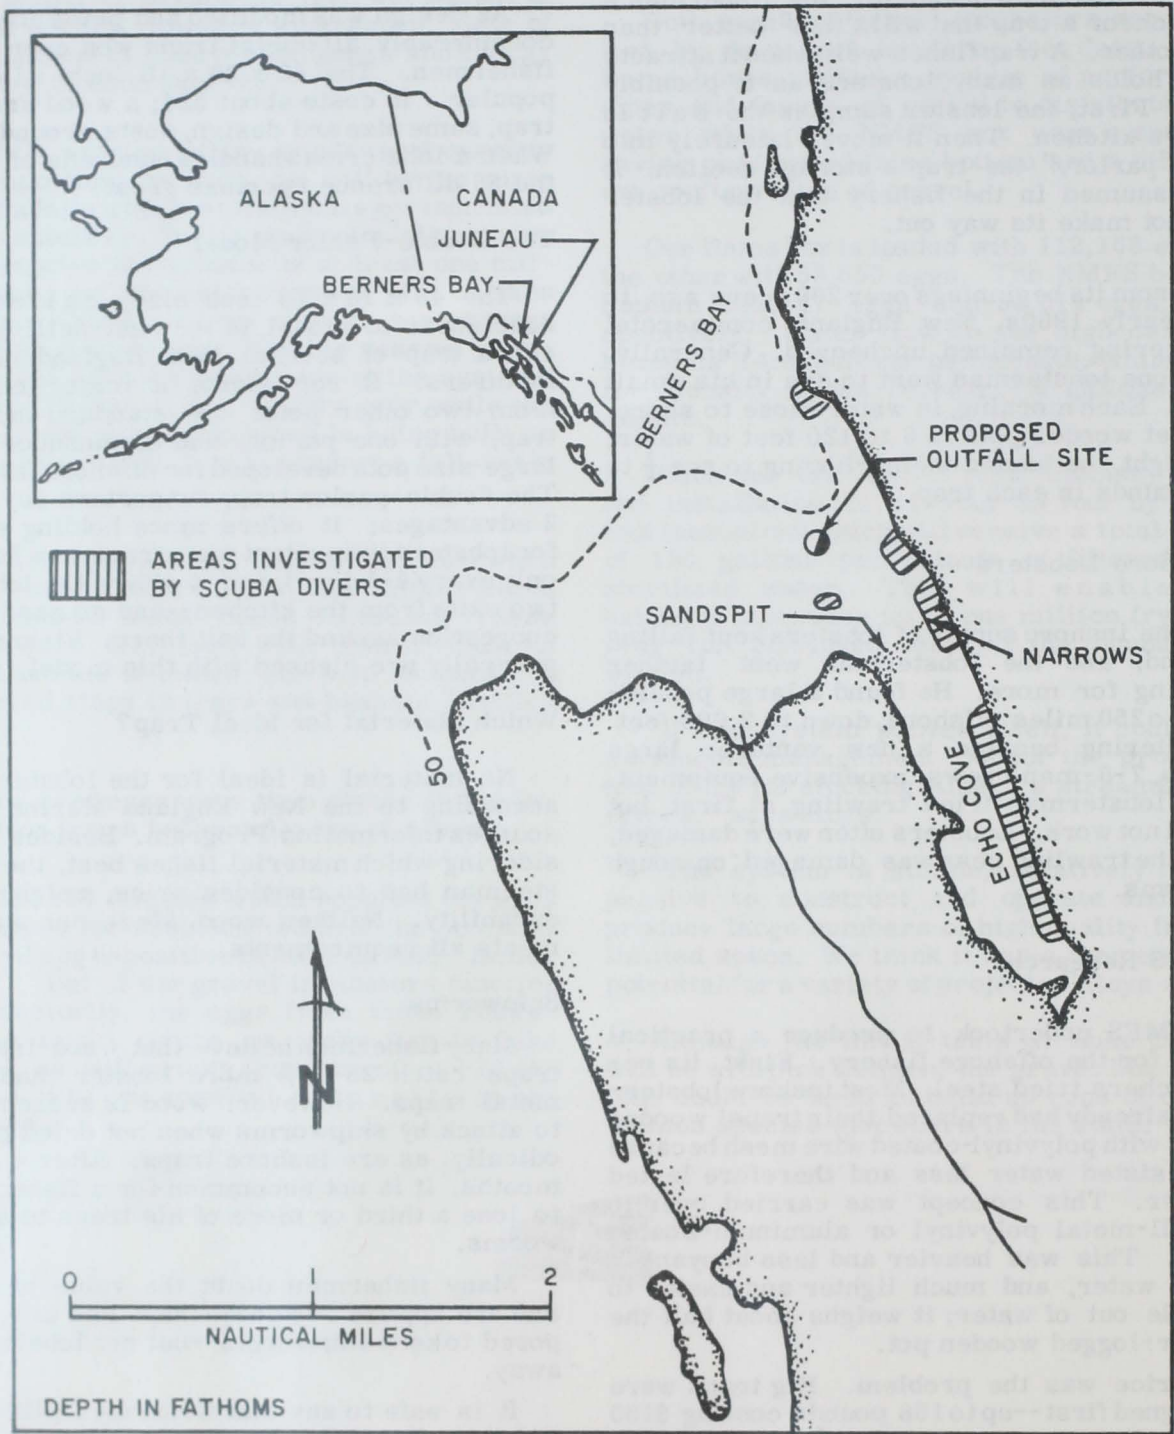 ALASKA
CANADA
JUNEAU
BERNERS BAY
AREAS INVESTIGATED
BY SCUBA DIVERS
BERNERS BAY
PROPOSED
OUTFALL SITE
SANDSPIT
NARROWS
ECHO COVE
50
N
0 2
NAUTICAL MILES
DEPTH IN FATHOMS